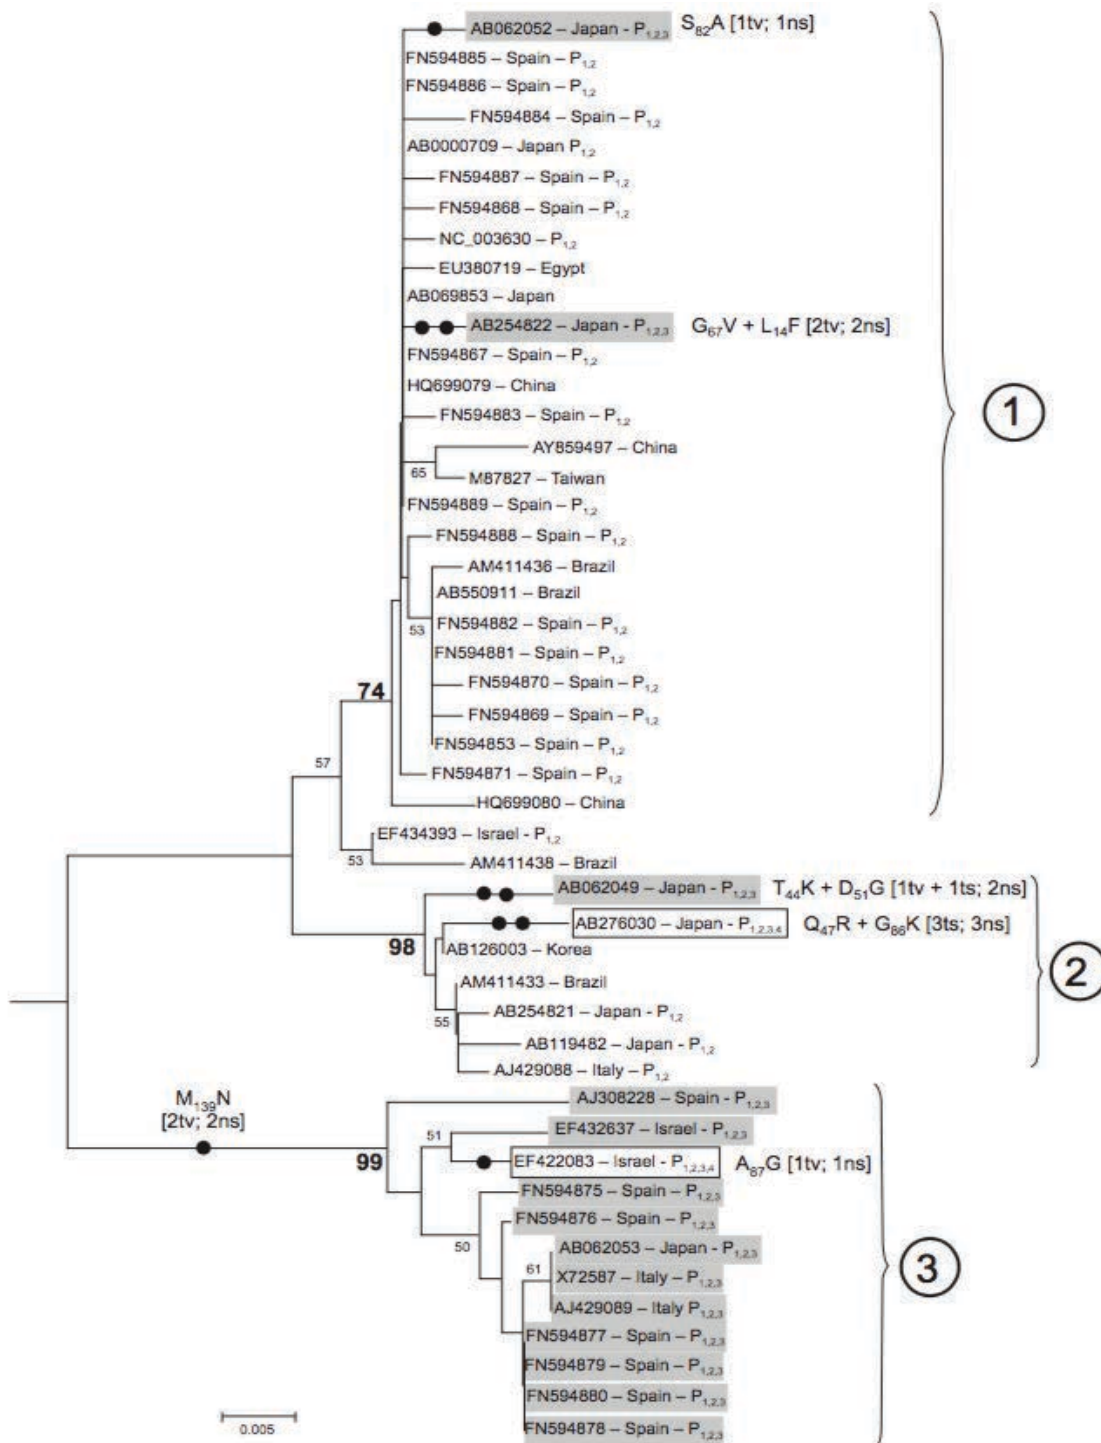 AB062052 – Japan - P1,2,3 S82A [1tv; 1ns]
FN594885 – Spain – P1,2
FN594886 – Spain – P1,2
FN594884 – Spain – P1,2
AB0000709 – Japan P1,2
FN594887 – Spain – P1,2
FN594868 – Spain – P1,2
NC_003630 – P1,2
EU380719 – Egypt
AB069853 – Japan
AB254822 – Japan - P1,2,3 G67V + L14F [2tv; 2ns]
FN594867 – Spain – P1,2
HQ699079 – China
1
FN594883 – Spain – P1,2
AY859497 – China
65
M87827 – Taiwan
FN594889 – Spain – P1,2
FN594888 – Spain – P1,2
AM411436 – Brazil
AB550911 – Brazil
53
FN594882 – Spain – P1,2
FN594881 – Spain – P1,2
FN594870 – Spain – P1,2
74
FN594869 – Spain – P1,2
FN594853 – Spain – P1,2
57
FN594871 – Spain – P1,2
HQ699080 – China
EF434393 – Israel - P1,2
53
AM411438 – Brazil
AB062049 – Japan - P1,2,3 T44K + D51G [1tv + 1ts; 2ns]
AB276030 – Japan - P1,2,3,4 Q47R + G86K [3ts; 3ns]
98
AB126003 – Korea
2
AM411433 – Brazil
55
AB254821 – Japan - P1,2
AB119482 – Japan - P1,2
AJ429088 – Italy – P1,2
M139N
[2tv; 2ns]
AJ308228 – Spain - P1,2,3
51
EF432637 – Israel - P1,2,3
99
EF422083 – Israel - P1,2,3,4 A87G [1tv; 1ns]
FN594875 – Spain – P1,2,3
FN594876 – Spain – P1,2,3
50
AB062053 – Japan - P1,2,3
61
X72587 – Italy – P1,2,3
3
AJ429089 – Italy P1,2,3
FN594877 – Spain – P1,2,3
FN594879 – Spain – P1,2,3
FN594880 – Spain – P1,2,3
FN594878 – Spain – P1,2,3
0.005